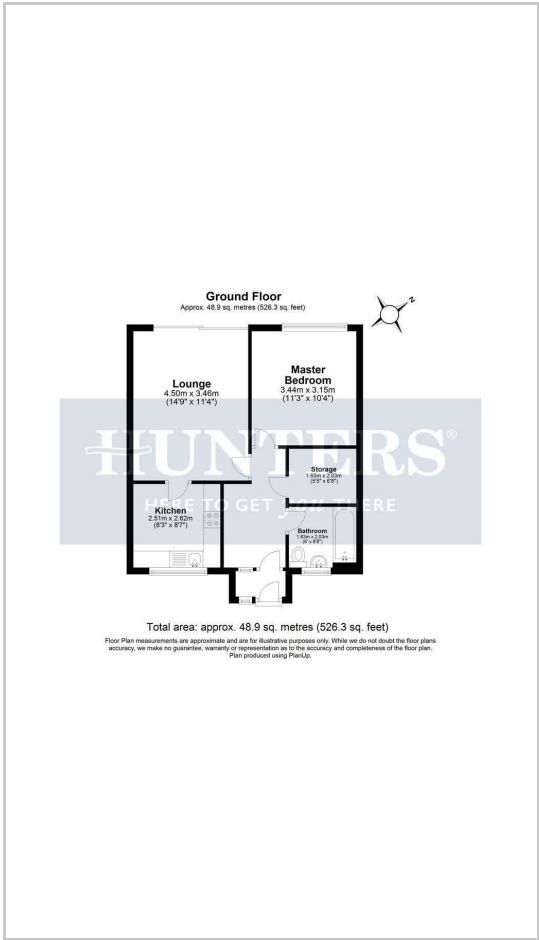 Ground Floor
Approx. 48.9 sq. metres (526.3 sq. feet)
N
Lounge
4.50m x 3.46m
(14'9" x 11'4")
Master
Bedroom
3.44m x 3.15m
(11'3" x 10'4")
HUNTERS®
HERE TO GET you THERE
Storage
1.65m x 2.03m
(5'5" x 6'8")
Kitchen
2.51m x 2.62m
(8'3" x 8'7")
Bathroom
1.83m x 2.03m
(6' x 6'8")
Total area: approx. 48.9 sq. metres (526.3 sq. feet)
Floor Plan measurements are approximate and are for illustrative purposes only. While we do not doubt the floor plans
accuracy, we make no guarantee, warranty or representation as to the accuracy and completeness of the floor plan.
Plan produced using PlanUp.